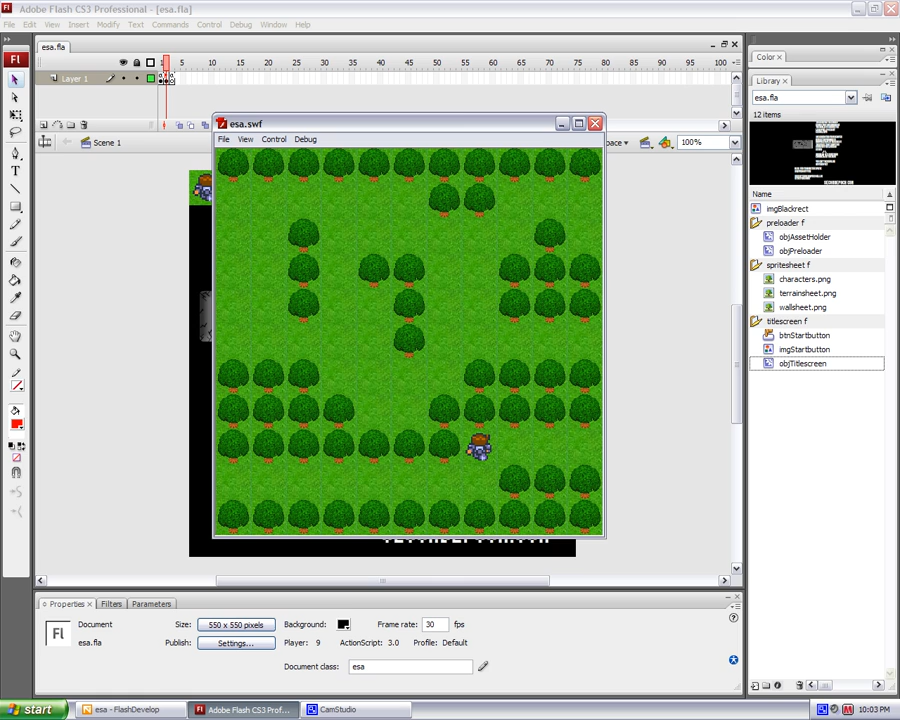 Adobe Flash CS3 Professional - [esa.fla]
File Edit View Insert Modify Text Commands Control Debug Window Help
esa.fla
5 10 15 20 25 30 35 40 45 50 55 60 65 70 75 80 85 90 95 100
Layer 1
Scene 1
100%
esa.swf
File View Control Debug
Color ×
Library ×
esa.fla
12 items
Name
imgBlackrect
preloader f
objAssetHolder
objPreloader
spritesheet f
characters.png
terrainsheet.png
wallsheet.png
titlescreen f
btnStartbutton
imgStartbutton
objTitlescreen
Properties × Filters Parameters
Document
esa.fla
Size: 550 x 550 pixels Background: Frame rate: 30 fps
Publish: Settings... Player: 9 ActionScript: 3.0 Profile: Default
Document class: esa
start
esa - FlashDevelop
Adobe Flash CS3 Prof...
CamStudio
10:03 PM